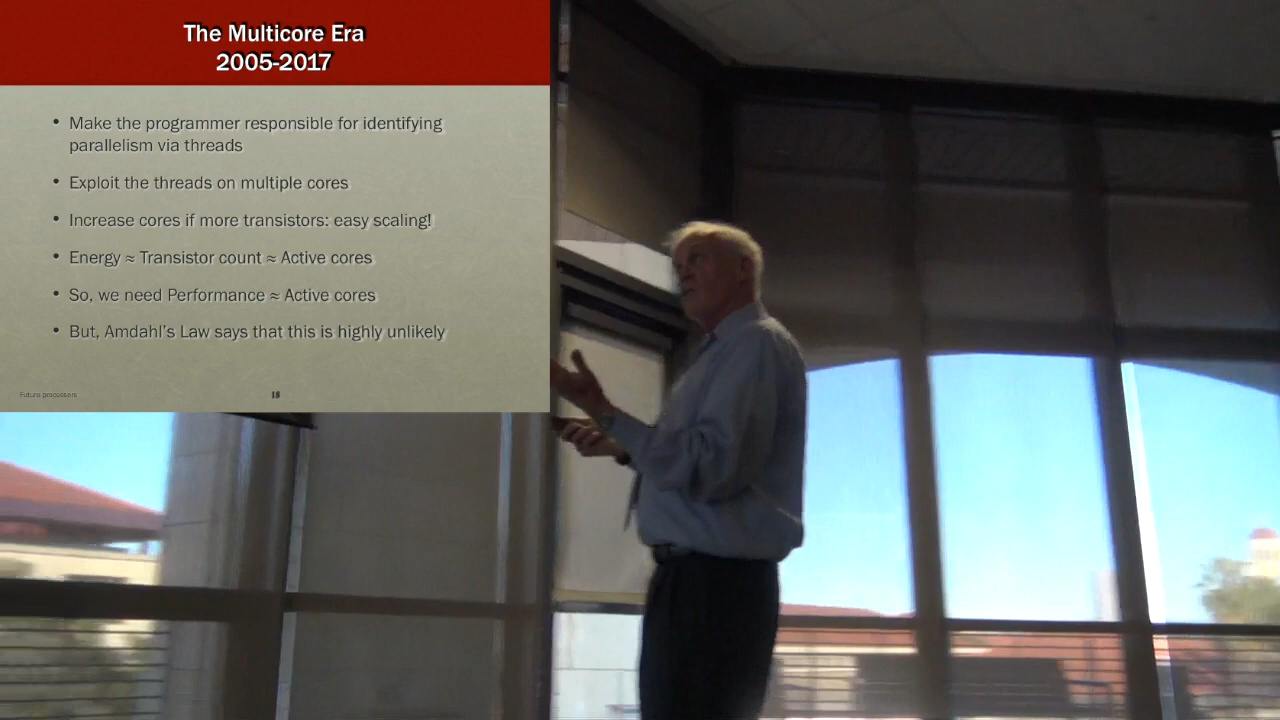 The Multicore Era
2005-2017
• Make the programmer responsible for identifying
parallelism via threads
• Exploit the threads on multiple cores
• Increase cores if more transistors: easy scaling!
• Energy ≈ Transistor count ≈ Active cores
• So, we need Performance ≈ Active cores
• But, Amdahl's Law says that this is highly unlikely
Future processors
18